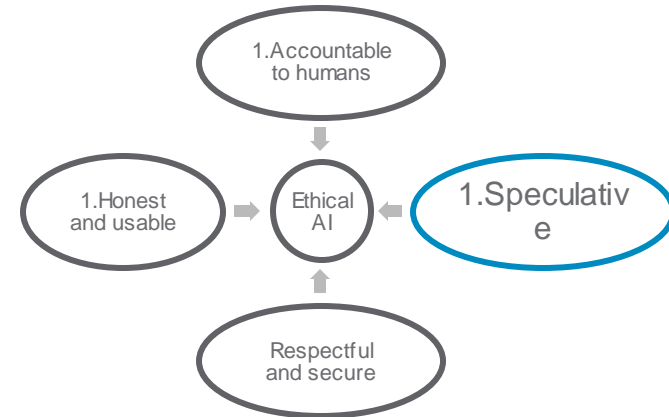 1.Accountable
to humans
1.Honest
and usable
Ethical
AI
1.Speculativ
e
Respectful
and secure